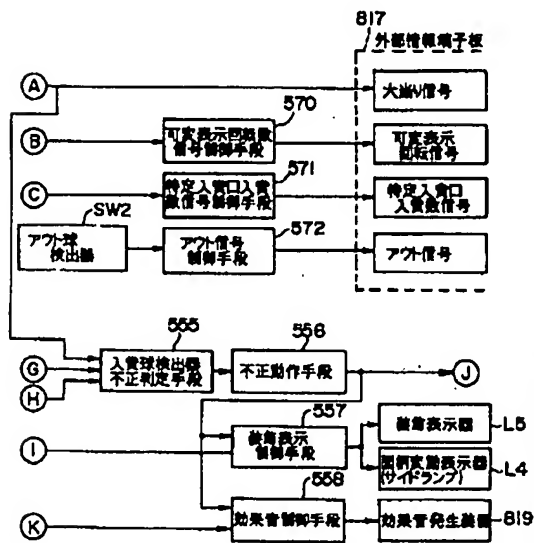 817
外部情報端子板
A
大当り信号
570
B
可変表示回転数
信号制御手段
可変表示
回転信号
571
C
特定入賞口入賞
数信号制御手段
特定入賞口
入賞数信号
SW2
アウト球
検出器
572
アウト信号
制御手段
アウト信号
555
556
G
H
入賞球検出器
不正判定手段
不正動作手段
J
557
I
装飾表示
制御手段
装飾表示器
L5
図柄変動表示器
(サイドランプ)
L4
558
K
効果音制御手段
効果音発生装置
819